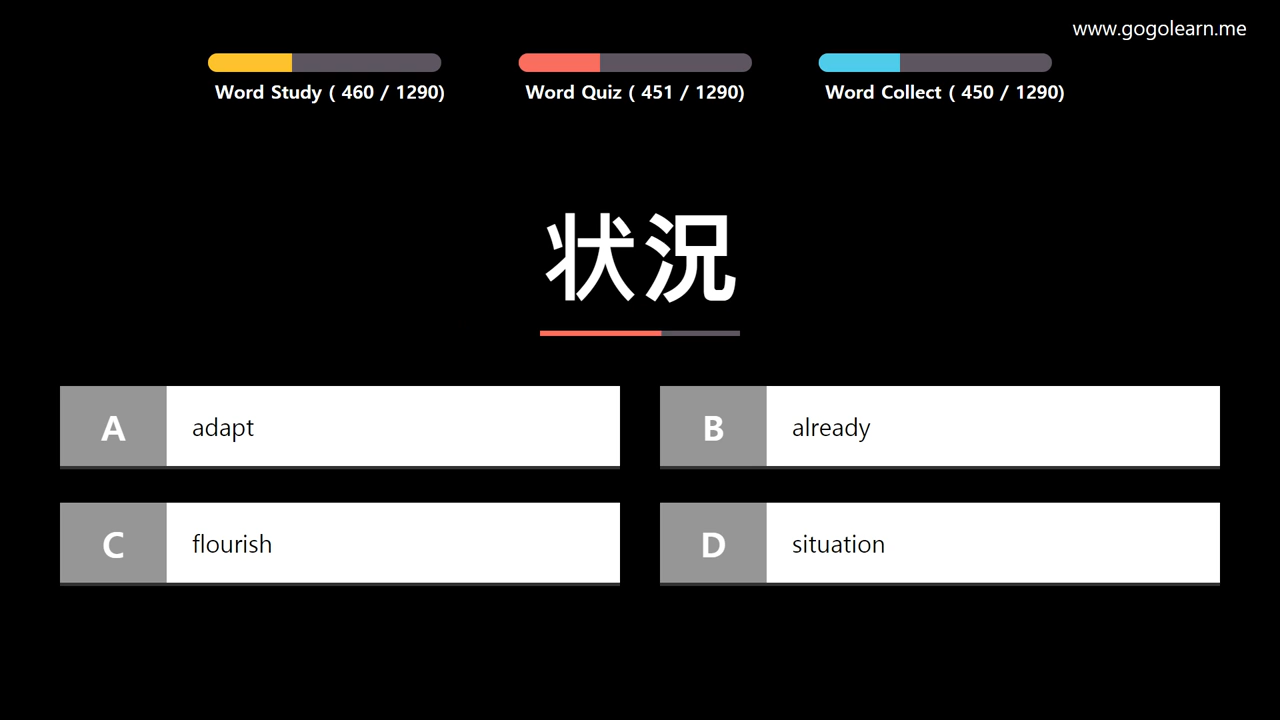 www.gogolearn.me
Word Study ( 460 / 1290)
Word Quiz ( 451 / 1290)
Word Collect ( 450 / 1290)
状況
A adapt
B already
C flourish
D situation